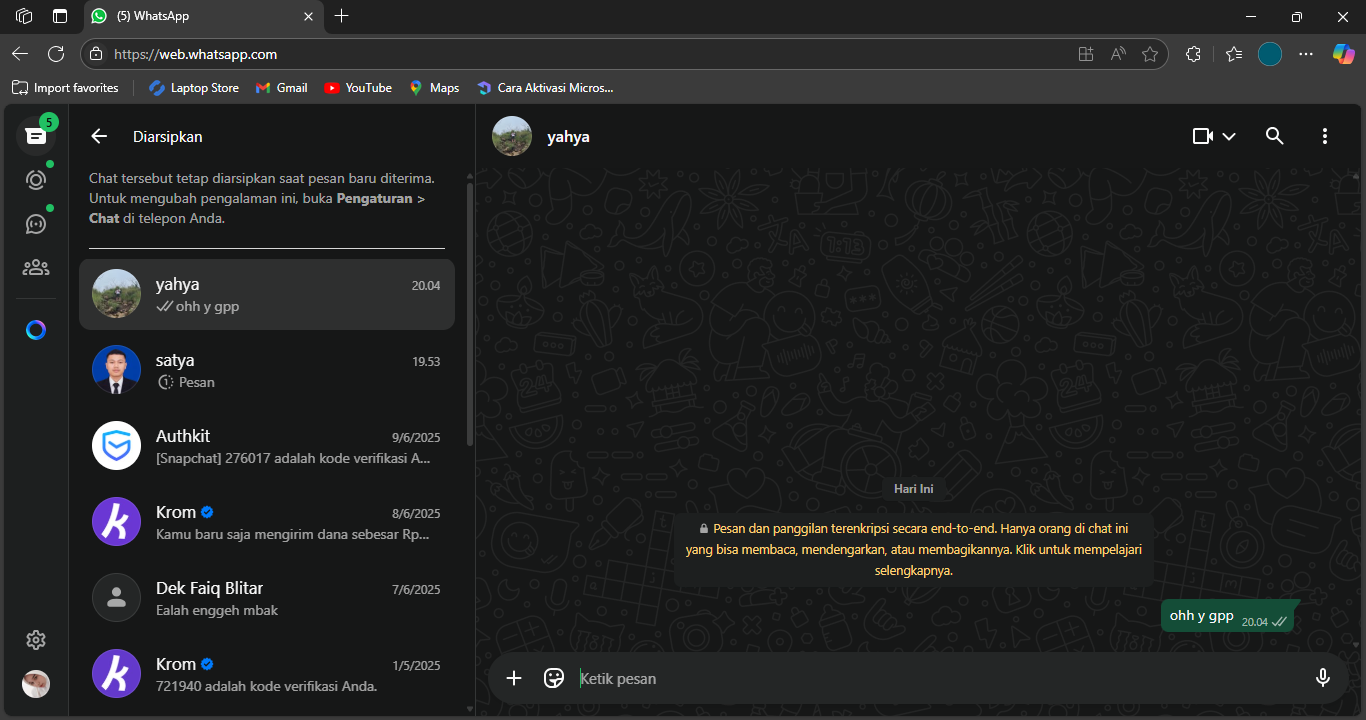 (5) WhatsApp
https://web.whatsapp.com
Import favorites
Laptop Store
Gmail
YouTube
Maps
Cara Aktivasi Micros...
5
Diarsipkan
Chat tersebut tetap diarsipkan saat pesan baru diterima.
Untuk mengubah pengalaman ini, buka Pengaturan >
Chat di telepon Anda.
yahya
20.04
ohh y gpp
satya
19.53
Pesan
Authkit
9/6/2025
[Snapchat] 276017 adalah kode verifikasi A...
Krom
8/6/2025
Kamu baru saja mengirim dana sebesar Rp...
Dek Faiq Blitar
7/6/2025
Ealah enggeh mbak
Krom
1/5/2025
721940 adalah kode verifikasi Anda.
yahya
Hari Ini
Pesan dan panggilan terenkripsi secara end-to-end. Hanya orang di chat ini
yang bisa membaca, mendengarkan, atau membagikannya. Klik untuk mempelajari
selengkapnya.
ohh y gpp 20.04
Ketik pesan